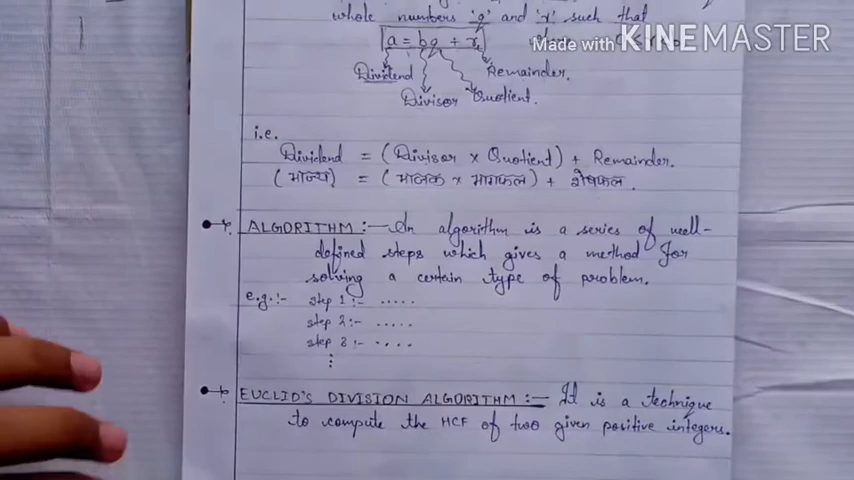 whole numbers 'q' and 'r' such that
a = bq + r,
Made with KINEMASTER
Dividend
Remainder.
Divisor
Quotient.
i.e.
Dividend = (Divisor x Quotient) + Remainder.
(भाज्य) = (भाजक x भागफल) + शेषफल.
ALGORITHM :— An algorithm is a series of well-
defined steps which gives a method for
solving a certain type of problem.
e.g.:- step 1 :- .....
step 2 :- .....
step 3 :- ....
EUCLID'S DIVISION ALGORITHM :— It is a technique
to compute the HCF of two given positive integers.